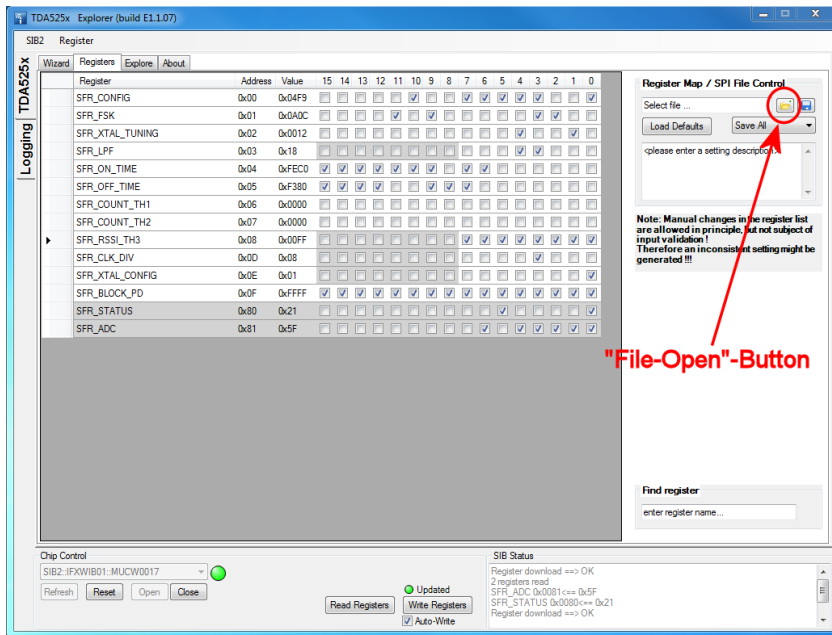 TDA525x Explorer (build E1.1.07)
SIB2 Register
TDA525x
Logging
Wizard Registers Explore About
Register Address Value 15 14 13 12 11 10 9 8 7 6 5 4 3 2 1 0
SFR_CONFIG 0x00 0x04F9
SFR_FSK 0x01 0x0A0C
SFR_XTAL_TUNING 0x02 0x0012
SFR_LPF 0x03 0x18
SFR_ON_TIME 0x04 0xFEC0
SFR_OFF_TIME 0x05 0xF380
SFR_COUNT_TH1 0x06 0x0000
SFR_COUNT_TH2 0x07 0x0000
SFR_RSSI_TH3 0x08 0x00FF
SFR_CLK_DIV 0x0D 0x08
SFR_XTAL_CONFIG 0x0E 0x01
SFR_BLOCK_PD 0x0F 0xFFFF
SFR_STATUS 0x80 0x21
SFR_ADC 0x81 0x5F
Register Map / SPI File Control
Select file ...
Load Defaults Save All
<please enter a setting description>
Note: Manual changes in the register list
are allowed in principle, but not subject of
input validation !
Therefore an inconsistent setting might be
generated !!!
"File-Open"-Button
Find register
enter register name...
Chip Control
SIB2::IFXWIB01::MUCW0017
Refresh Reset Open Close
Updated
Read Registers Write Registers
Auto-Write
SIB Status
Register download ==> OK
2 registers read
SFR_ADC 0x0081<== 0x5F
SFR_STATUS 0x0080<== 0x21
Register download ==> OK